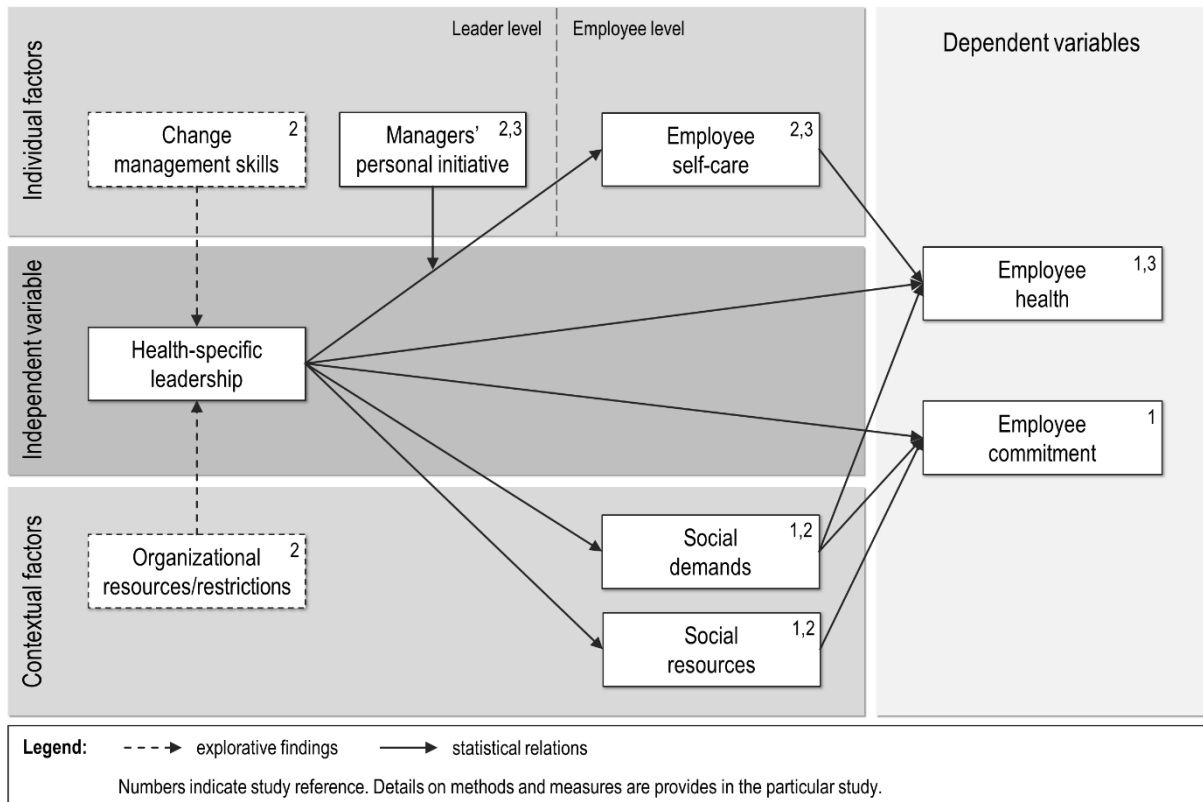 Leader level
Employee level
Dependent variables
Individual factors
Change
management skills
2
Managers’
personal initiative
2,3
Employee
self-care
2,3
Independent variable
Health-specific
leadership
Employee
health
1,3
Employee
commitment
1
Contextual factors
Organizational
resources/restrictions
2
Social
demands
1,2
Social
resources
1,2
Legend: explorative findings statistical relations
Numbers indicate study reference. Details on methods and measures are provides in the particular study.